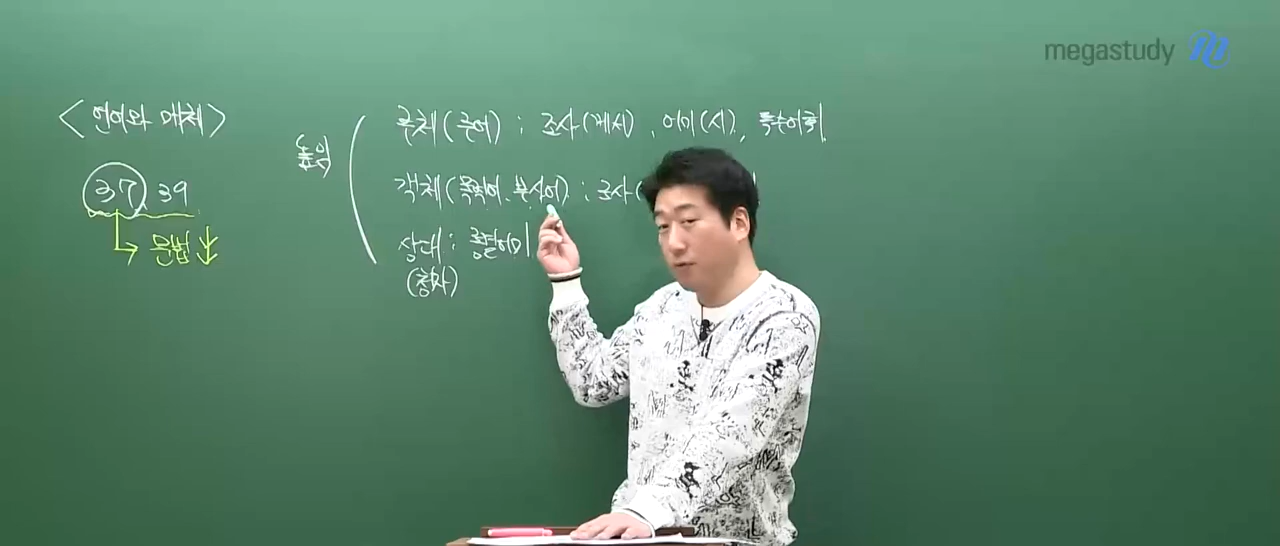 megastudy
<언어와 매체>
37, 39
→ 문법 ↓
높임
주체(주어) : 조사(께서), 어미(시), 특수어휘
객체(목적어, 부사어) : 조사(
상대 : 종결어미
(청자)